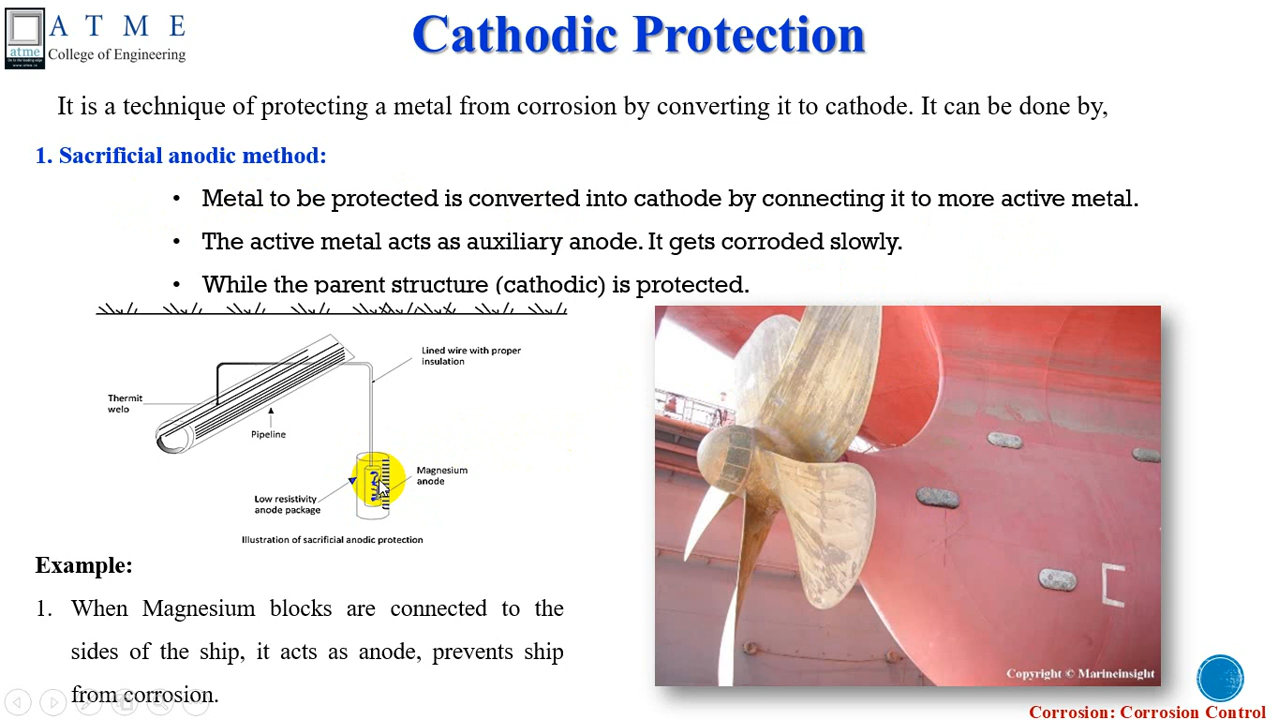 A T M E
College of Engineering
atme
Cathodic Protection
It is a technique of protecting a metal from corrosion by converting it to cathode. It can be done by,
1. Sacrificial anodic method:
• Metal to be protected is converted into cathode by connecting it to more active metal.
• The active metal acts as auxiliary anode. It gets corroded slowly.
• While the parent structure (cathodic) is protected.
Lined wire with proper
insulation
Thermit
welo
Pipeline
Magnesium
anode
Low resistivity
anode package
Illustration of sacrificial anodic protection
Example:
1. When Magnesium blocks are connected to the
sides of the ship, it acts as anode, prevents ship
from corrosion.
Copyright © Marineinsight
Corrosion: Corrosion Control